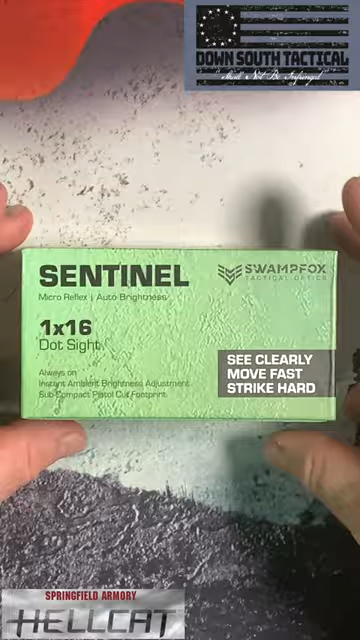 DOWN SOUTH TACTICAL
"Shall Not Be Infringed"
SENTINEL
Micro Reflex | Auto Brightness
SWAMPFOX
TACTICAL OPTICS
1x16
Dot Sight
SEE CLEARLY
MOVE FAST
STRIKE HARD
Always on
Instant Ambient Brightness Adjustment
Sub-Compact Pistol Cut Footprint
SPRINGFIELD ARMORY
HELLCAT